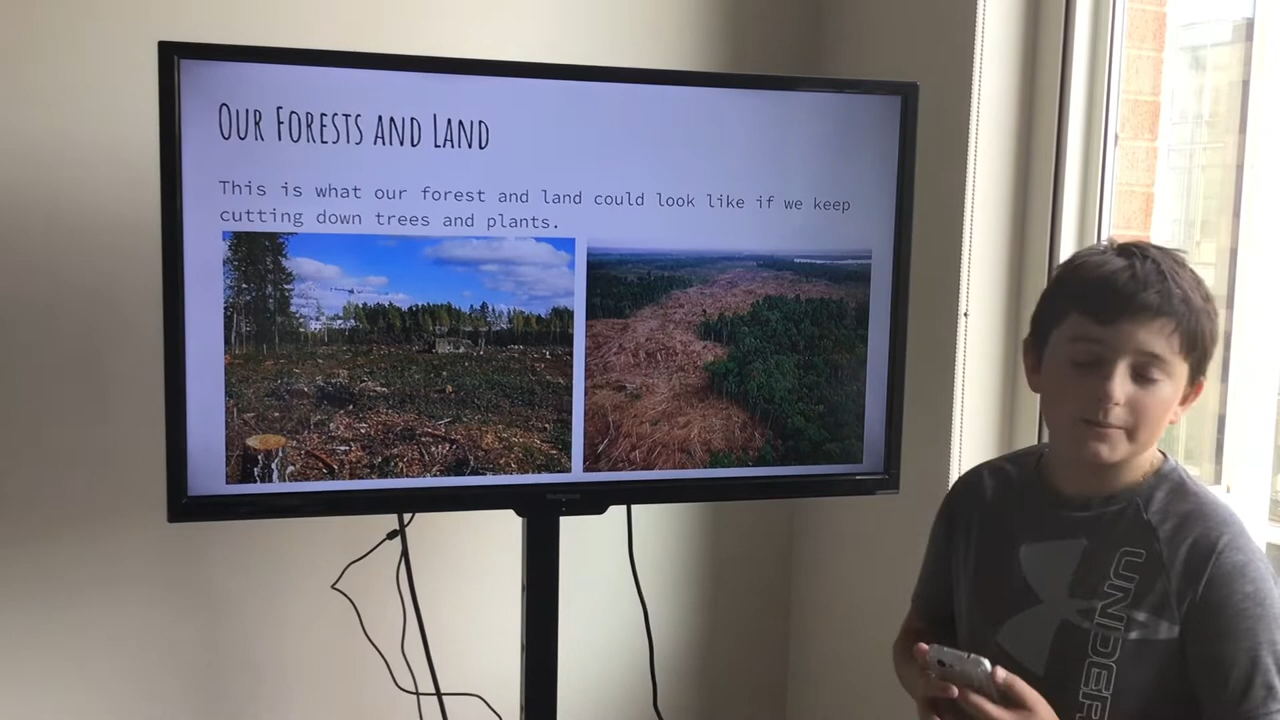 OUR FORESTS AND LAND
This is what our forest and land could look like if we keep
cutting down trees and plants.
UNDER